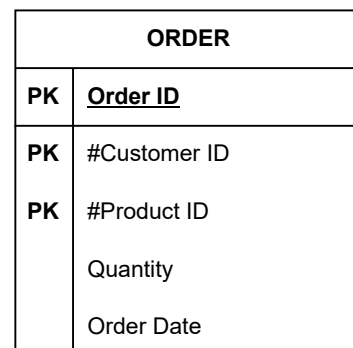 ORDER
PK Order ID
PK #Customer ID
PK #Product ID
Quantity
Order Date